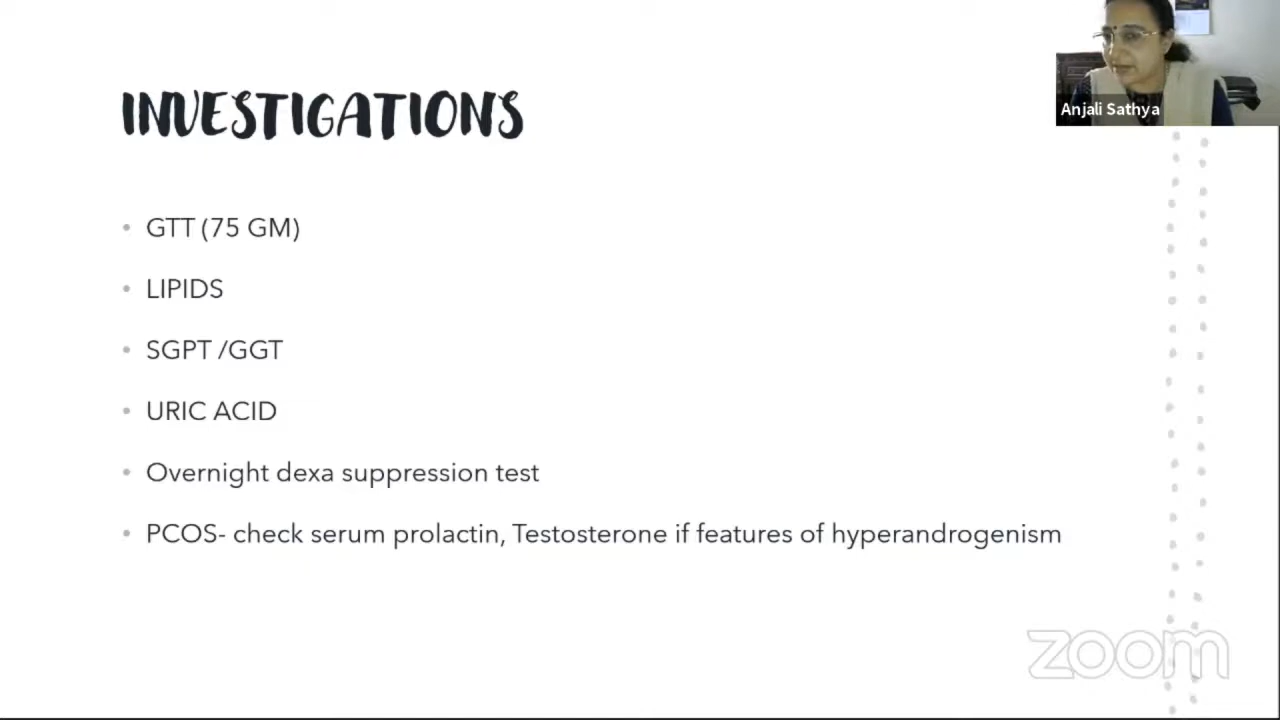 INVESTIGATIONS
Anjali Sathya
• GTT (75 GM)
• LIPIDS
• SGPT /GGT
• URIC ACID
• Overnight dexa suppression test
• PCOS- check serum prolactin, Testosterone if features of hyperandrogenism
zoom